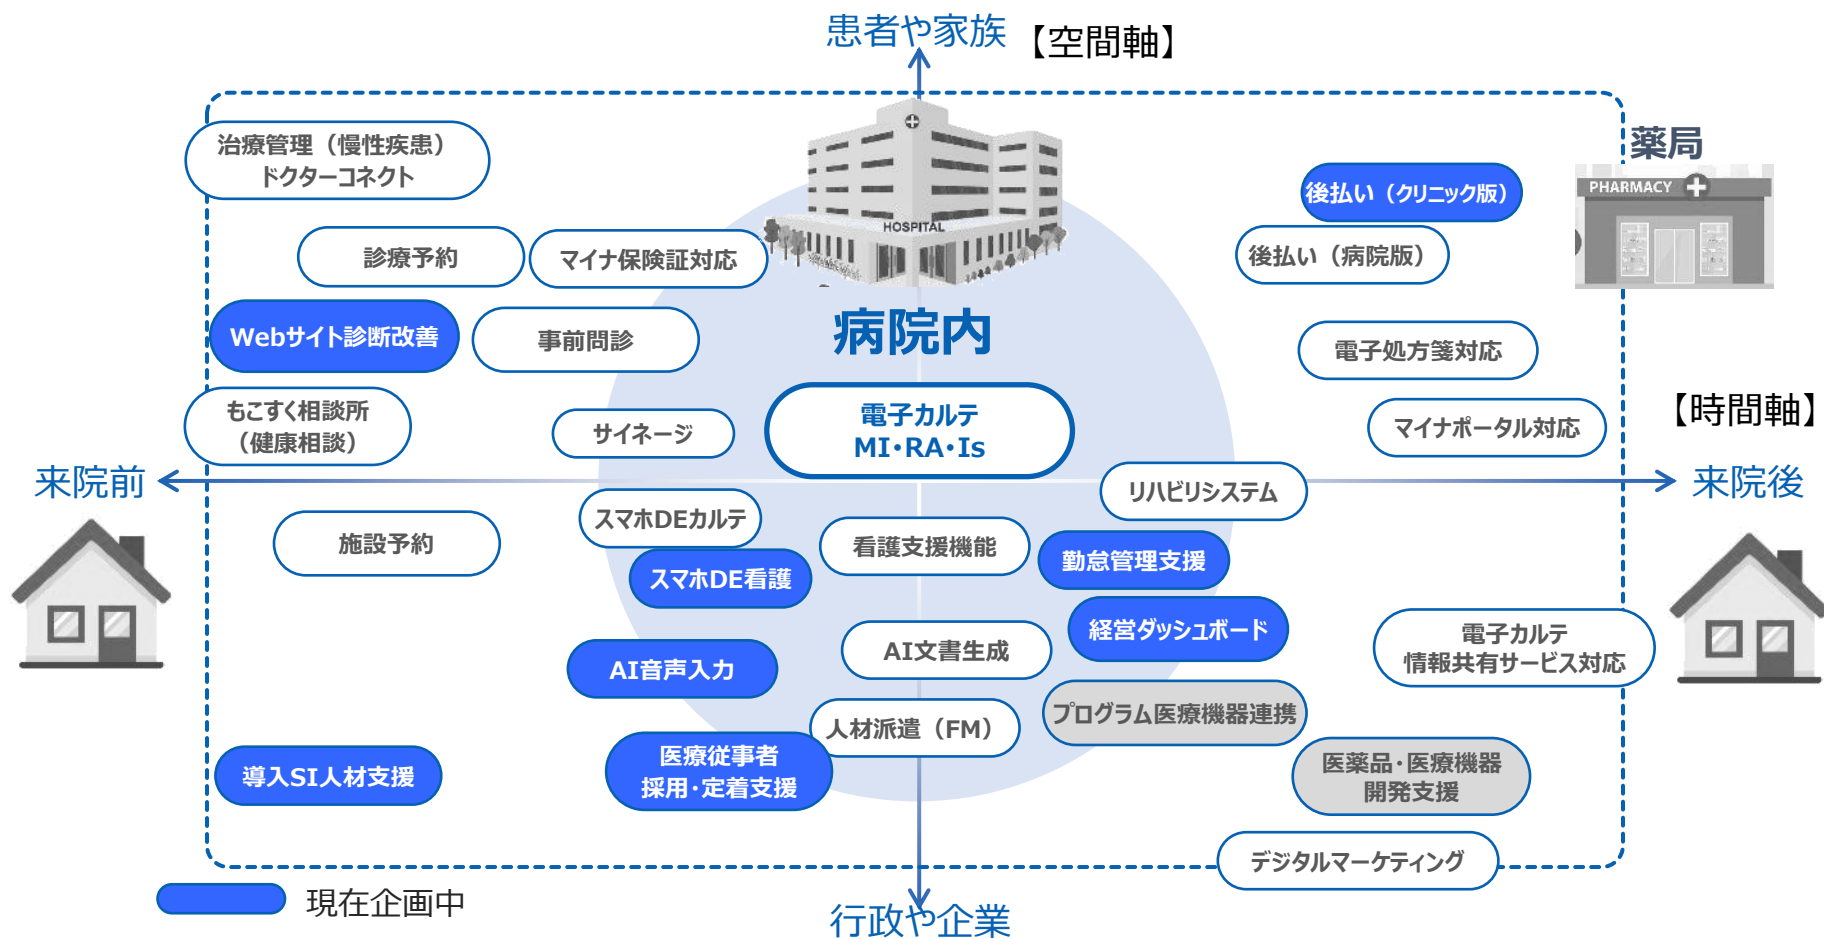 患者や家族
【空間軸】
治療管理（慢性疾患）
ドクターコネクト
薬局
PHARMACY
後払い（クリニック版）
HOSPITAL
診療予約
マイナ保険証対応
後払い（病院版）
Webサイト診断改善
事前問診
病院内
電子処方箋対応
もこすく相談所
（健康相談）
サイネージ
電子カルテ
MI・RA・Is
マイナポータル対応
【時間軸】
来院前
来院後
リハビリシステム
施設予約
スマホDEカルテ
看護支援機能
勤怠管理支援
スマホDE看護
経営ダッシュボード
AI文書生成
電子カルテ
情報共有サービス対応
AI音声入力
プログラム医療機器連携
人材派遣（FM）
導入SI人材支援
医療従事者
採用・定着支援
医薬品・医療機器
開発支援
デジタルマーケティング
現在企画中
行政や企業